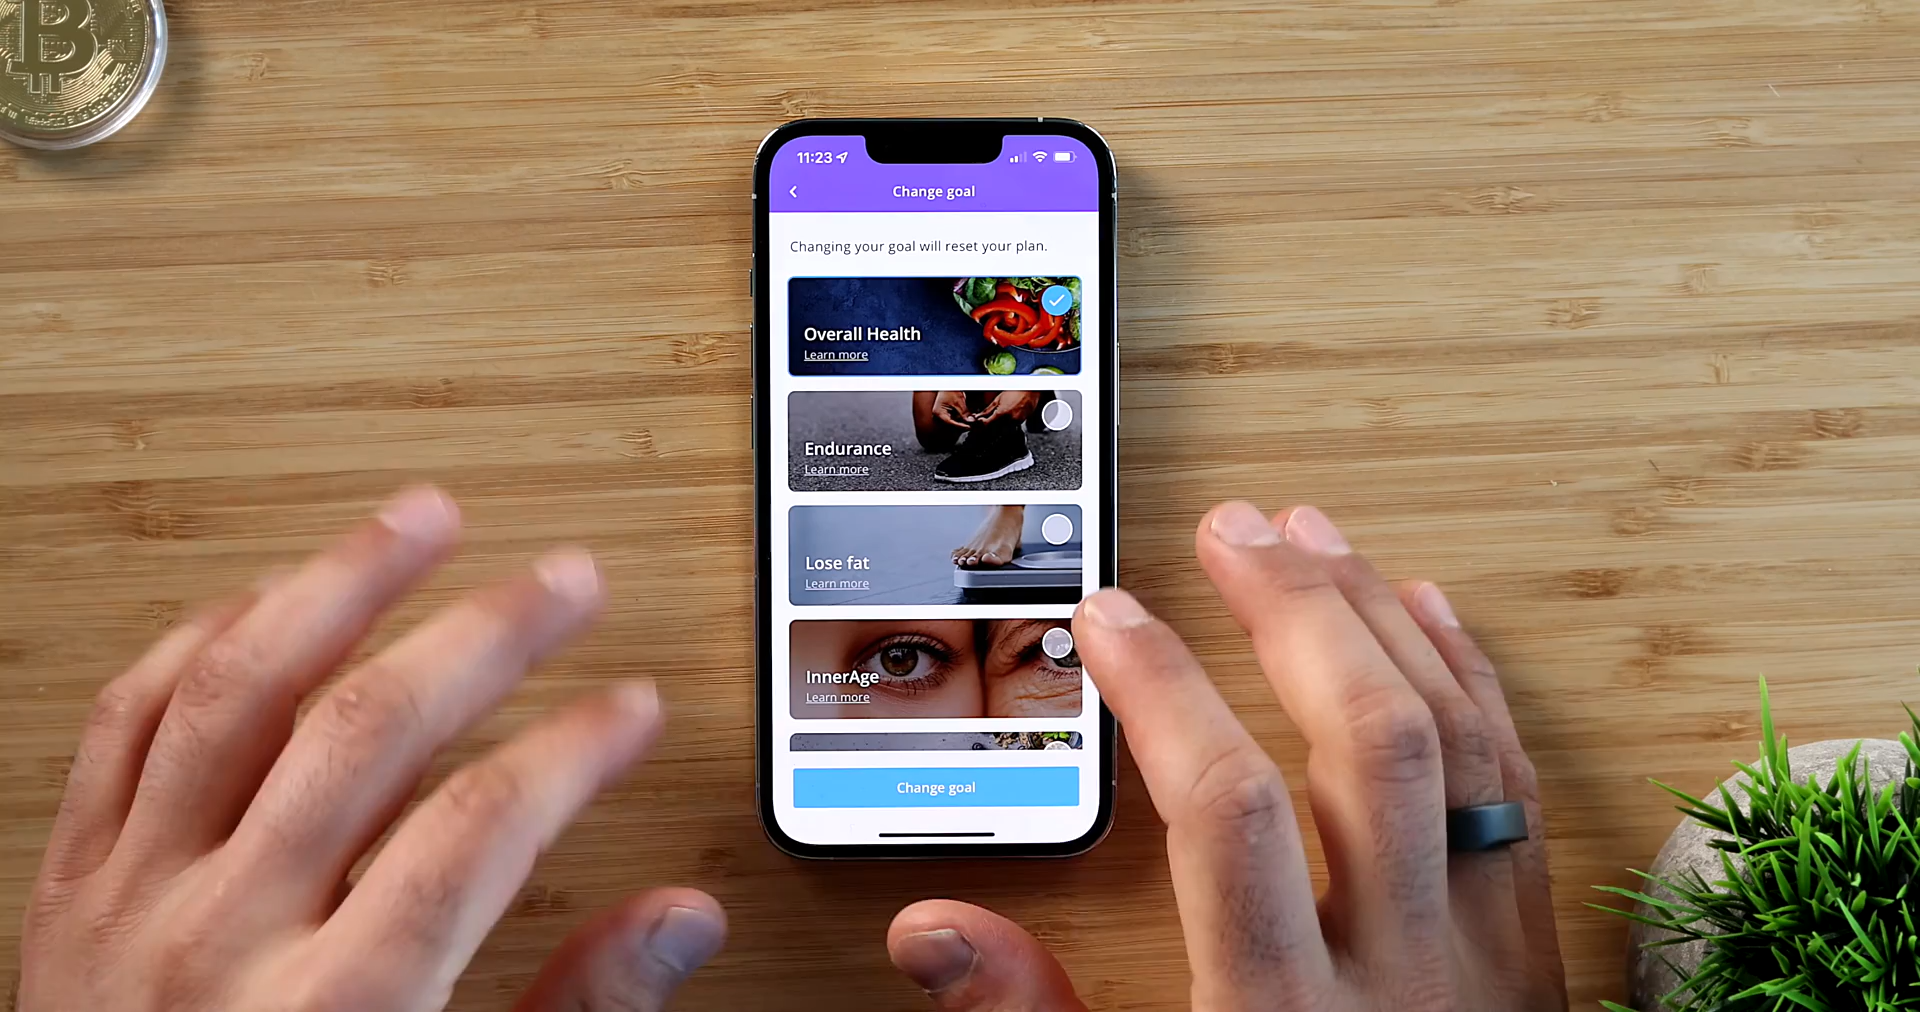 B
11:23
Change goal
Changing your goal will reset your plan.
Overall Health
Learn more
Endurance
Learn more
Lose fat
Learn more
InnerAge
Learn more
Change goal